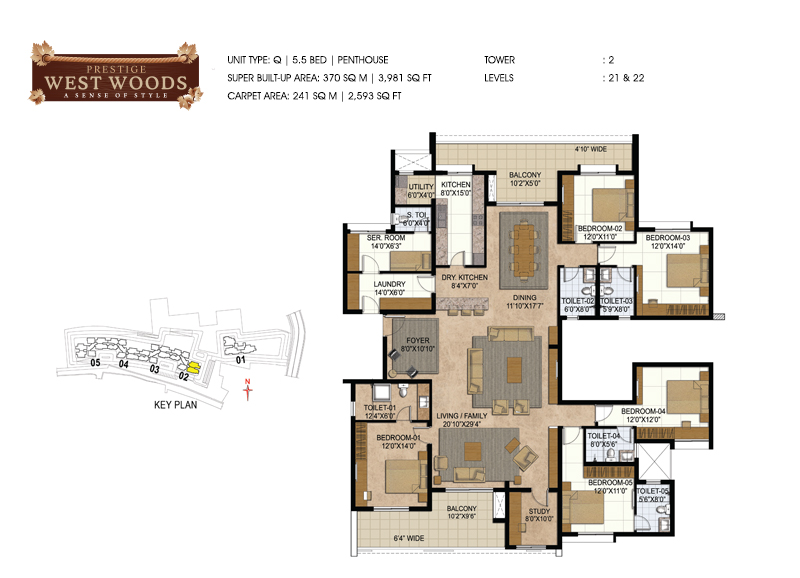 PRESTIGE
WEST WOODS
A SENSE OF STYLE
UNIT TYPE: Q | 5.5 BED | PENTHOUSE
SUPER BUILT-UP AREA: 370 SQ M | 3,981 SQ FT
CARPET AREA: 241 SQ M | 2,593 SQ FT
TOWER : 2
LEVELS : 21 & 22
4'10" WIDE
BALCONY
10'2"X5'0"
UTILITY
6'0"X4'0"
KITCHEN
8'0"X15'0"
S. TOI.
6'0"X4'0"
SER. ROOM
14'0"X6'3"
LAUNDRY
14'0"X6'0"
DRY. KITCHEN
8'4"X7'0"
DINING
11'10"X17'7"
BEDROOM-02
12'0"X11'0"
BEDROOM-03
12'0"X14'0"
TOILET-02
6'0"X8'0"
TOILET-03
5'9"X8'0"
FOYER
8'0"X10'10"
TOILET-01
12'4"X6'0"
LIVING / FAMILY
20'10"X29'4"
BEDROOM-04
12'0"X12'0"
BEDROOM-01
12'0"X14'0"
TOILET-04
8'0"X5'6"
BEDROOM-05
12'0"X11'0"
TOILET-05
5'6"X8'0"
BALCONY
10'2"X9'6"
STUDY
8'0"X10'0"
6'4" WIDE
05
04
03
02
01
N
KEY PLAN